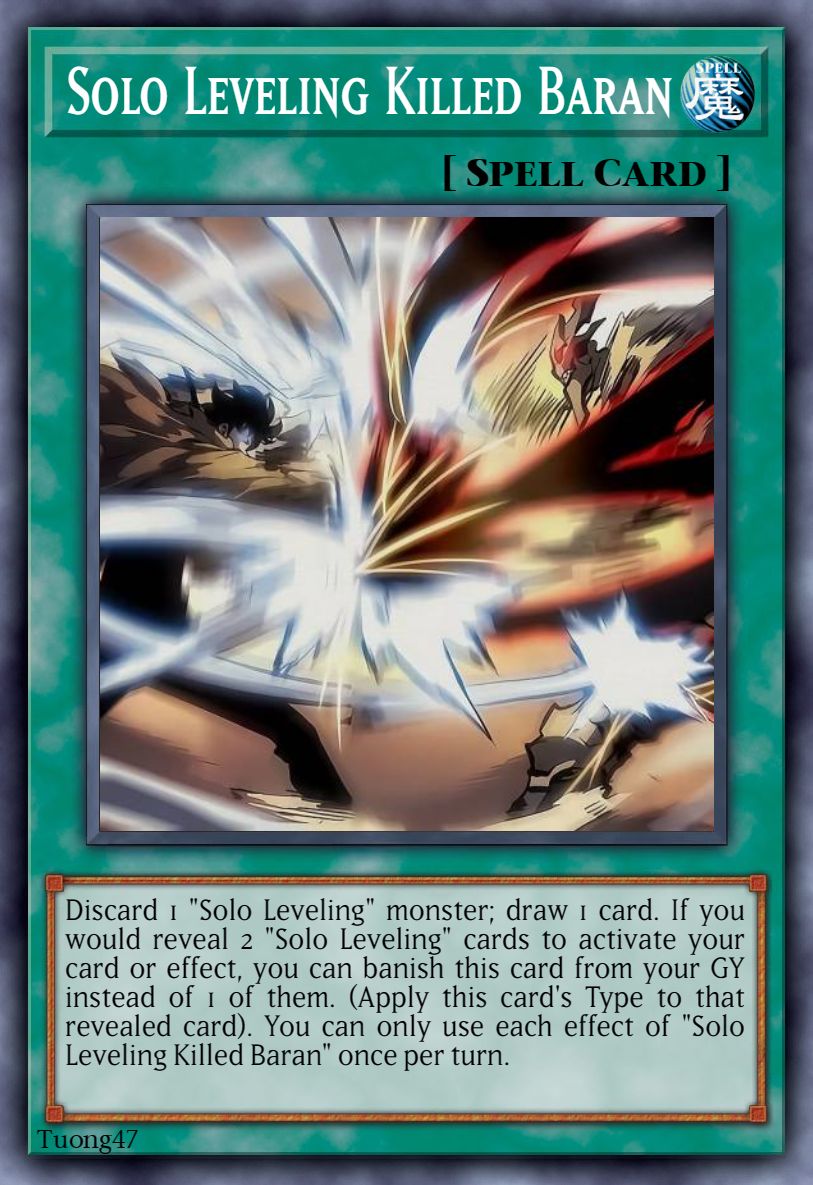 Solo Leveling Killed Baran
SPELL
魔
[ Spell Card ]
Discard 1 "Solo Leveling" monster; draw 1 card. If you
would reveal 2 "Solo Leveling" cards to activate your
card or effect, you can banish this card from your GY
instead of 1 of them. (Apply this card's Type to that
revealed card). You can only use each effect of "Solo
Leveling Killed Baran" once per turn.
Tuong47